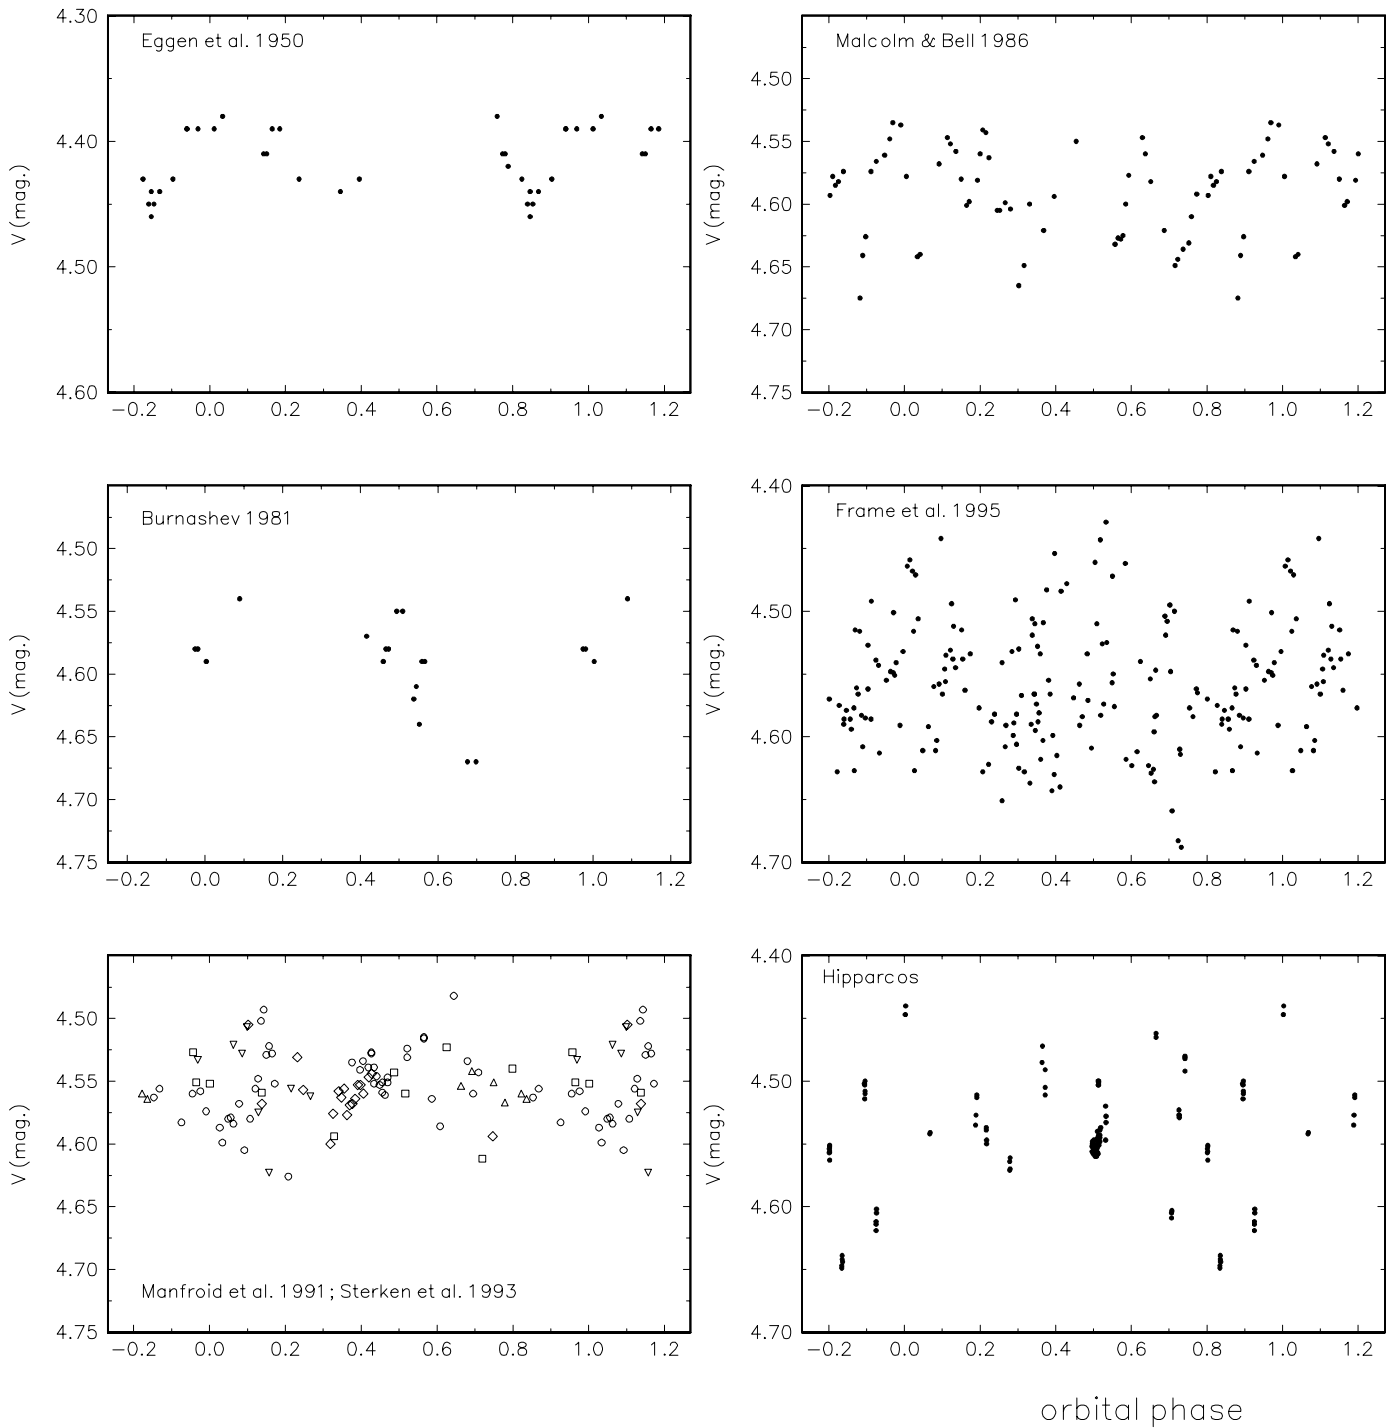 4.30
4.40
4.50
4.60
V (mag.)
Eggen et al. 1950
−0.2 0.0 0.2 0.4 0.6 0.8 1.0 1.2
4.50
4.55
4.60
4.65
4.70
4.75
V (mag.)
Malcolm & Bell 1986
−0.2 0.0 0.2 0.4 0.6 0.8 1.0 1.2
4.50
4.55
4.60
4.65
4.70
4.75
V (mag.)
Burnashev 1981
−0.2 0.0 0.2 0.4 0.6 0.8 1.0 1.2
4.40
4.50
4.60
4.70
V (mag.)
Frame et al. 1995
−0.2 0.0 0.2 0.4 0.6 0.8 1.0 1.2
4.50
4.55
4.60
4.65
4.70
4.75
V (mag.)
Manfroid et al. 1991; Sterken et al. 1993
−0.2 0.0 0.2 0.4 0.6 0.8 1.0 1.2
4.40
4.50
4.60
4.70
V (mag.)
Hipparcos
−0.2 0.0 0.2 0.4 0.6 0.8 1.0 1.2
orbital phase